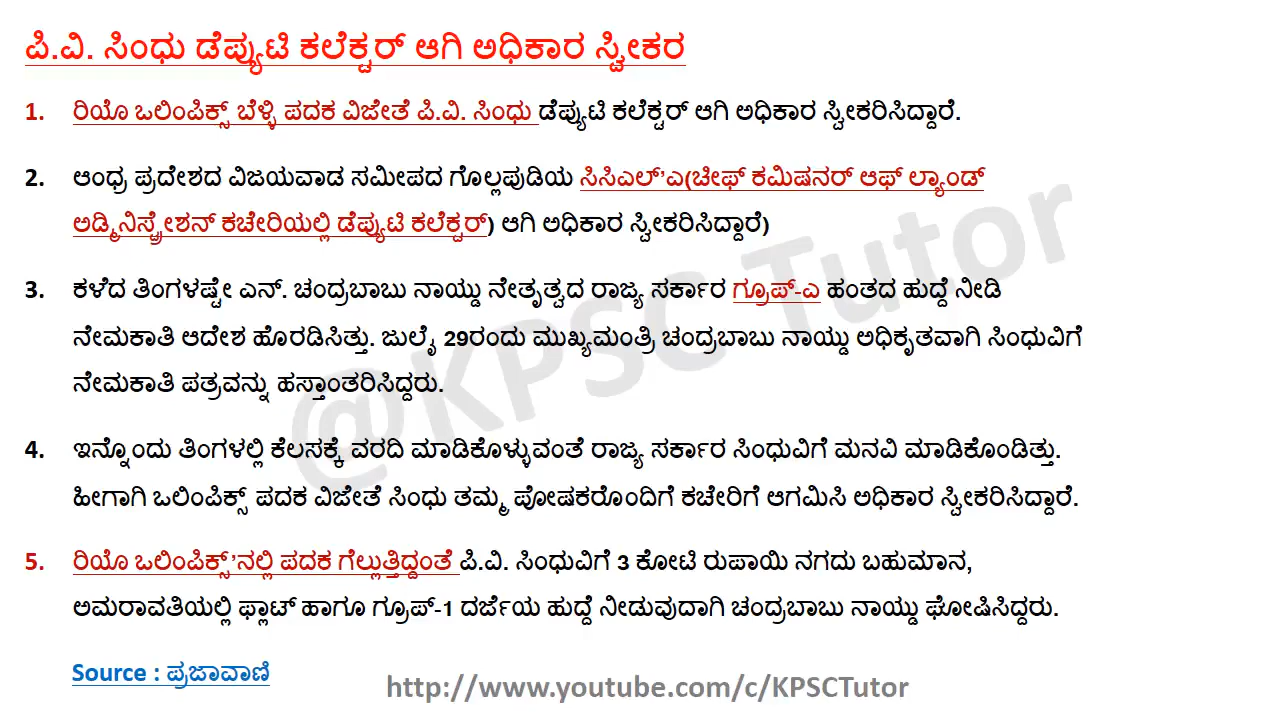 ಪಿ.ವಿ. ಸಿಂಧು ಡೆಪ್ಯುಟಿ ಕಲೆಕ್ಟರ್ ಆಗಿ ಅಧಿಕಾರ ಸ್ವೀಕರ
1. ರಿಯೊ ಒಲಿಂಪಿಕ್ಸ್ ಬೆಳ್ಳಿ ಪದಕ ವಿಜೇತೆ ಪಿ.ವಿ. ಸಿಂಧು ಡೆಪ್ಯುಟಿ ಕಲೆಕ್ಟರ್ ಆಗಿ ಅಧಿಕಾರ ಸ್ವೀಕರಿಸಿದ್ದಾರೆ.
2. ಆಂಧ್ರ ಪ್ರದೇಶದ ವಿಜಯವಾಡ ಸಮೀಪದ ಗೊಲ್ಲಪುಡಿಯ ಸಿಸಿಎಲ್'ಎ(ಚೀಫ್ ಕಮಿಷನರ್ ಆಫ್ ಲ್ಯಾಂಡ್
ಅಡ್ಮಿನಿಸ್ಟ್ರೇಶನ್ ಕಚೇರಿಯಲ್ಲಿ ಡೆಪ್ಯುಟಿ ಕಲೆಕ್ಟರ್) ಆಗಿ ಅಧಿಕಾರ ಸ್ವೀಕರಿಸಿದ್ದಾರೆ)
3. ಕಳೆದ ತಿಂಗಳಷ್ಟೇ ಎನ್. ಚಂದ್ರಬಾಬು ನಾಯ್ಡು ನೇತೃತ್ವದ ರಾಜ್ಯ ಸರ್ಕಾರ ಗ್ರೂಪ್-ಎ ಹಂತದ ಹುದ್ದೆ ನೀಡಿ
ನೇಮಕಾತಿ ಆದೇಶ ಹೊರಡಿಸಿತ್ತು. ಜುಲೈ 29ರಂದು ಮುಖ್ಯಮಂತ್ರಿ ಚಂದ್ರಬಾಬು ನಾಯ್ಡು ಅಧಿಕೃತವಾಗಿ ಸಿಂಧುವಿಗೆ
ನೇಮಕಾತಿ ಪತ್ರವನ್ನು ಹಸ್ತಾಂತರಿಸಿದ್ದರು.
4. ಇನ್ನೊಂದು ತಿಂಗಳಲ್ಲಿ ಕೆಲಸಕ್ಕೆ ವರದಿ ಮಾಡಿಕೊಳ್ಳುವಂತೆ ರಾಜ್ಯ ಸರ್ಕಾರ ಸಿಂಧುವಿಗೆ ಮನವಿ ಮಾಡಿಕೊಂಡಿತ್ತು.
ಹೀಗಾಗಿ ಒಲಿಂಪಿಕ್ಸ್ ಪದಕ ವಿಜೇತೆ ಸಿಂಧು ತಮ್ಮ ಪೋಷಕರೊಂದಿಗೆ ಕಚೇರಿಗೆ ಆಗಮಿಸಿ ಅಧಿಕಾರ ಸ್ವೀಕರಿಸಿದ್ದಾರೆ.
5. ರಿಯೊ ಒಲಿಂಪಿಕ್ಸ್'ನಲ್ಲಿ ಪದಕ ಗೆಲ್ಲುತ್ತಿದ್ದಂತೆ ಪಿ.ವಿ. ಸಿಂಧುವಿಗೆ 3 ಕೋಟಿ ರುಪಾಯಿ ನಗದು ಬಹುಮಾನ,
ಅಮರಾವತಿಯಲ್ಲಿ ಫ್ಲಾಟ್ ಹಾಗೂ ಗ್ರೂಪ್-1 ದರ್ಜೆಯ ಹುದ್ದೆ ನೀಡುವುದಾಗಿ ಚಂದ್ರಬಾಬು ನಾಯ್ಡು ಘೋಷಿಸಿದ್ದರು.
Source : ಪ್ರಜಾವಾಣಿ
http://www.youtube.com/c/KPSCTutor
@KPSC Tutor